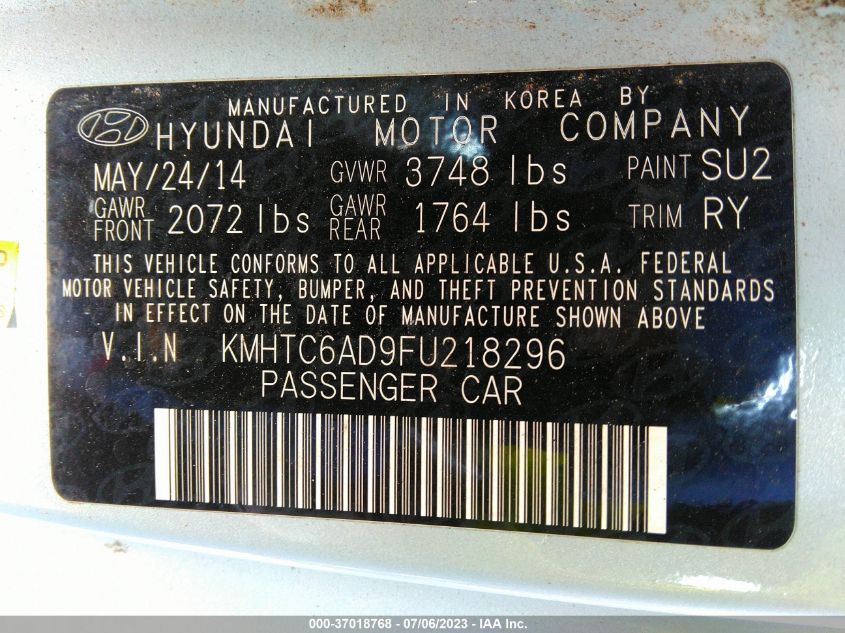 MANUFACTURED IN KOREA BY
HYUNDAI MOTOR COMPANY
MAY/24/14 GVWR 3748 lbs PAINT SU2
GAWR FRONT 2072 lbs GAWR REAR 1764 lbs TRIM RY
THIS VEHICLE CONFORMS TO ALL APPLICABLE U.S.A. FEDERAL
MOTOR VEHICLE SAFETY, BUMPER, AND THEFT PREVENTION STANDARDS
IN EFFECT ON THE DATE OF MANUFACTURE SHOWN ABOVE
V.I.N KMHTC6AD9FU218296
PASSENGER CAR
000-37018768 - 07/06/2023 - IAA Inc.